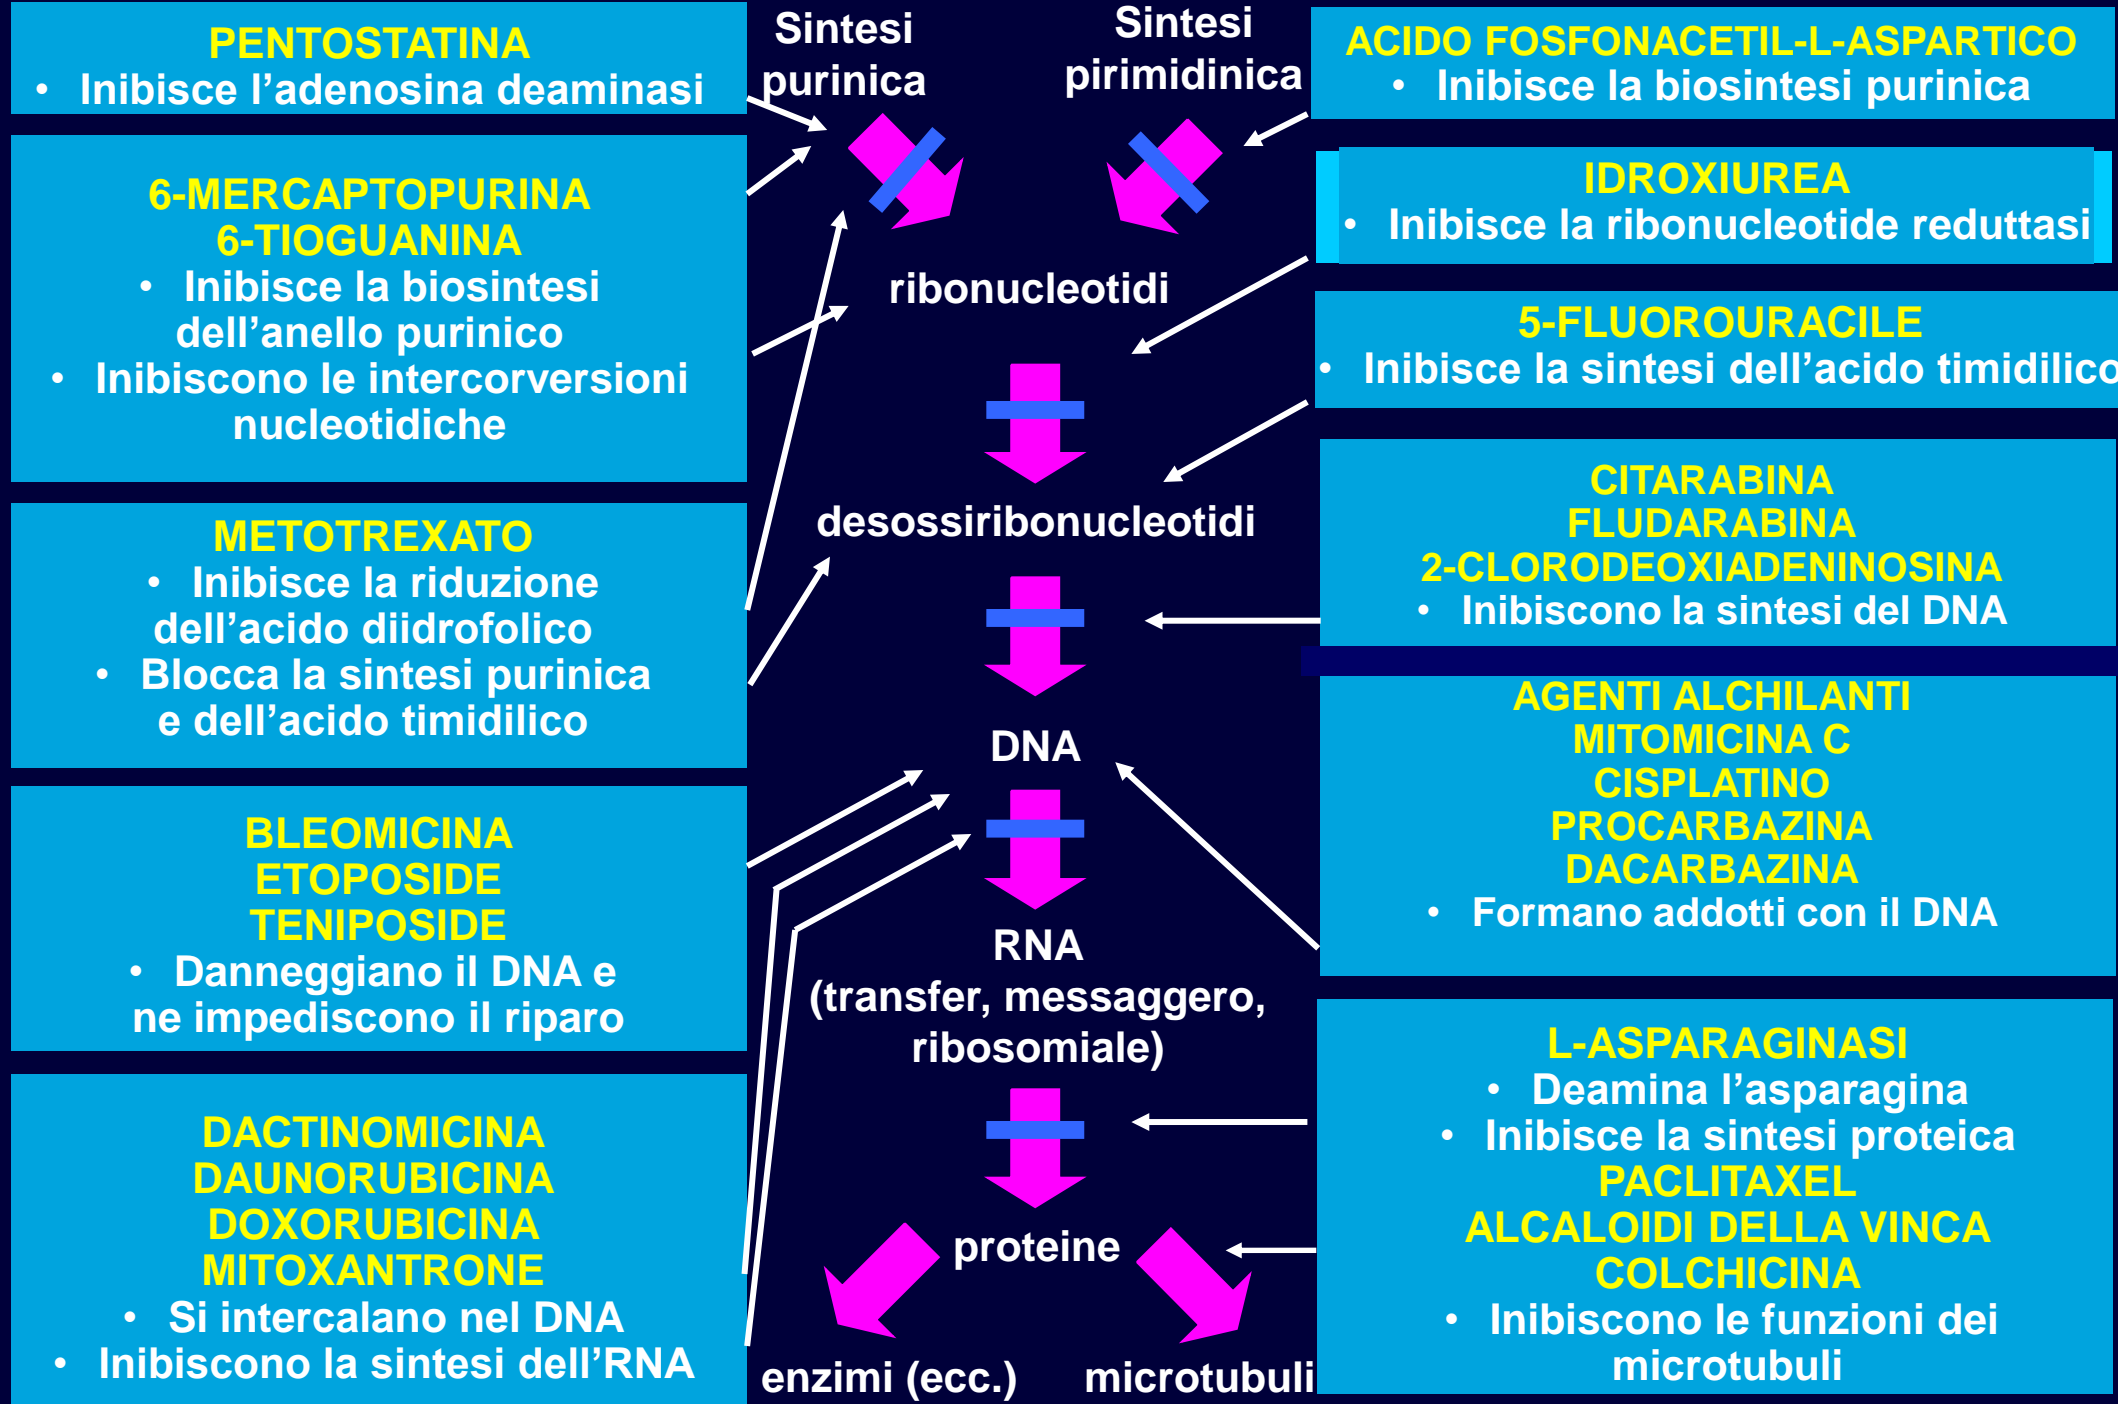 PENTOSTATINA
• Inibisce l’adenosina deaminasi
6-MERCAPTOPURINA
6-TIOGUANINA
• Inibisce la biosintesi
dell’anello purinico
• Inibiscono le intercorversioni
nucleotidiche
METOTREXATO
• Inibisce la riduzione
dell’acido diidrofolico
• Blocca la sintesi purinica
e dell’acido timidilico
BLEOMICINA
ETOPOSIDE
TENIPOSIDE
• Danneggiano il DNA e
ne impediscono il riparo
DACTINOMICINA
DAUNORUBICINA
DOXORUBICINA
MITOXANTRONE
• Si intercalano nel DNA
• Inibiscono la sintesi dell’RNA
Sintesi
purinica
Sintesi
pirimidinica
ribonucleotidi
desossiribonucleotidi
DNA
RNA
(transfer, messaggero,
ribosomiale)
proteine
enzimi (ecc.)
microtubuli
ACIDO FOSFONACETIL-L-ASPARTICO
• Inibisce la biosintesi purinica
IDROXIUREA
• Inibisce la ribonucleotide reduttasi
5-FLUOROURACILE
• Inibisce la sintesi dell’acido timidilico
CITARABINA
FLUDARABINA
2-CLORODEOXIADENINOSINA
• Inibiscono la sintesi del DNA
AGENTI ALCHILANTI
MITOMICINA C
CISPLATINO
PROCARBAZINA
DACARBAZINA
• Formano addotti con il DNA
L-ASPARAGINASI
• Deamina l’asparagina
• Inibisce la sintesi proteica
PACLITAXEL
ALCALOIDI DELLA VINCA
COLCHICINA
• Inibiscono le funzioni dei
microtubuli